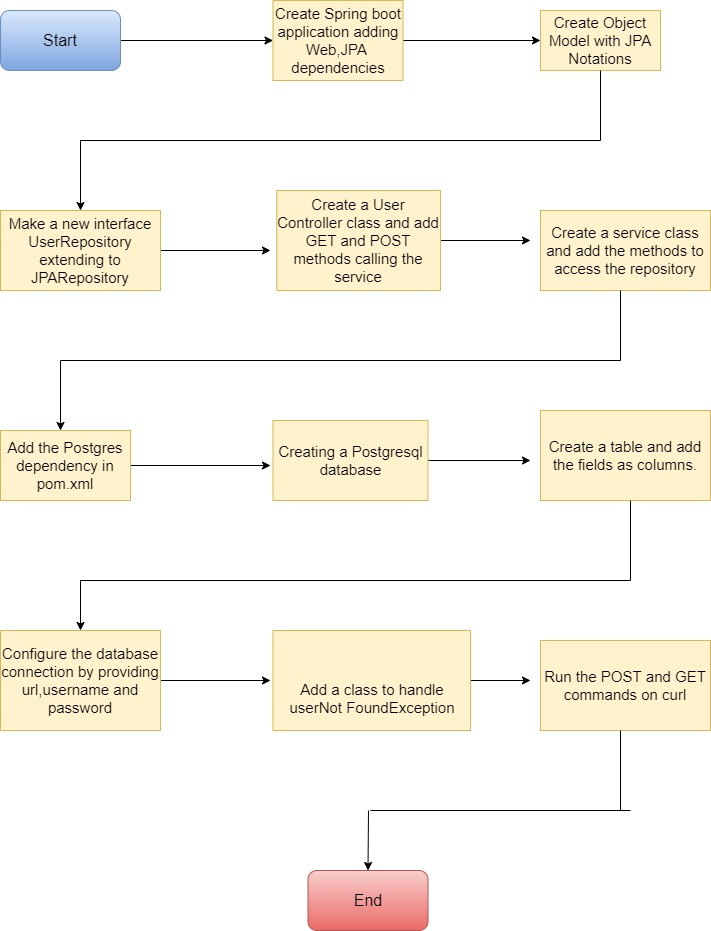 Start
Create Spring boot
application adding
Web,JPA
dependencies
Create Object
Model with JPA
Notations
Make a new interface
UserRepository
extending to
JPARepository
Create a User
Controller class and add
GET and POST
methods calling the
service
Create a service class
and add the methods to
access the repository
Add the Postgres
dependency in
pom.xml
Creating a Postgresql
database
Create a table and add
the fields as columns.
Configure the database
connection by providing
url,username and
password
Add a class to handle
userNot FoundException
Run the POST and GET
commands on curl
End